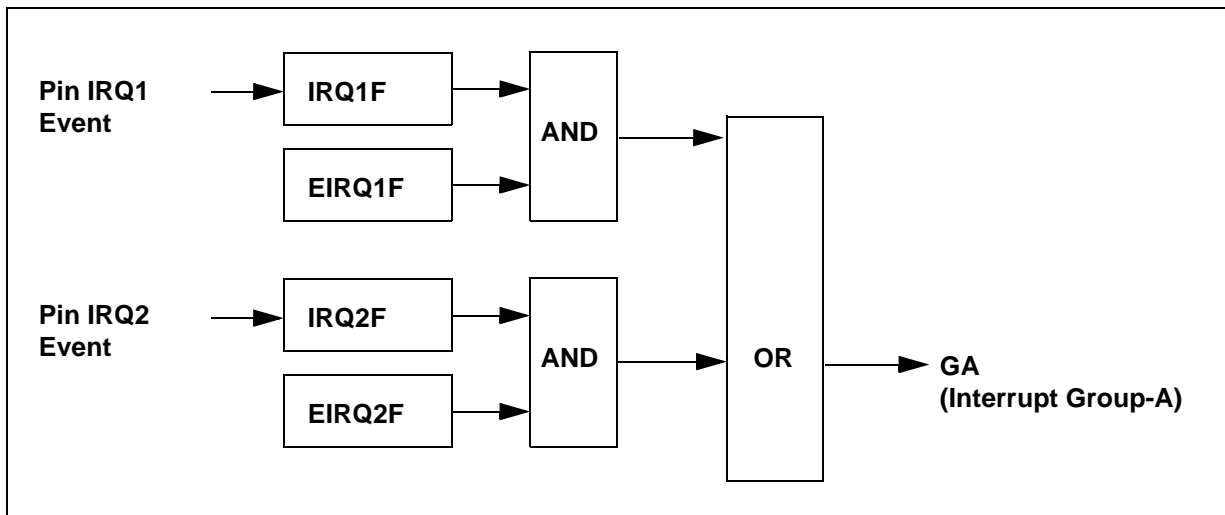 Pin IRQ1
Event
IRQ1F
EIRQ1F
AND
Pin IRQ2
Event
IRQ2F
EIRQ2F
AND
OR
GA
(Interrupt Group-A)